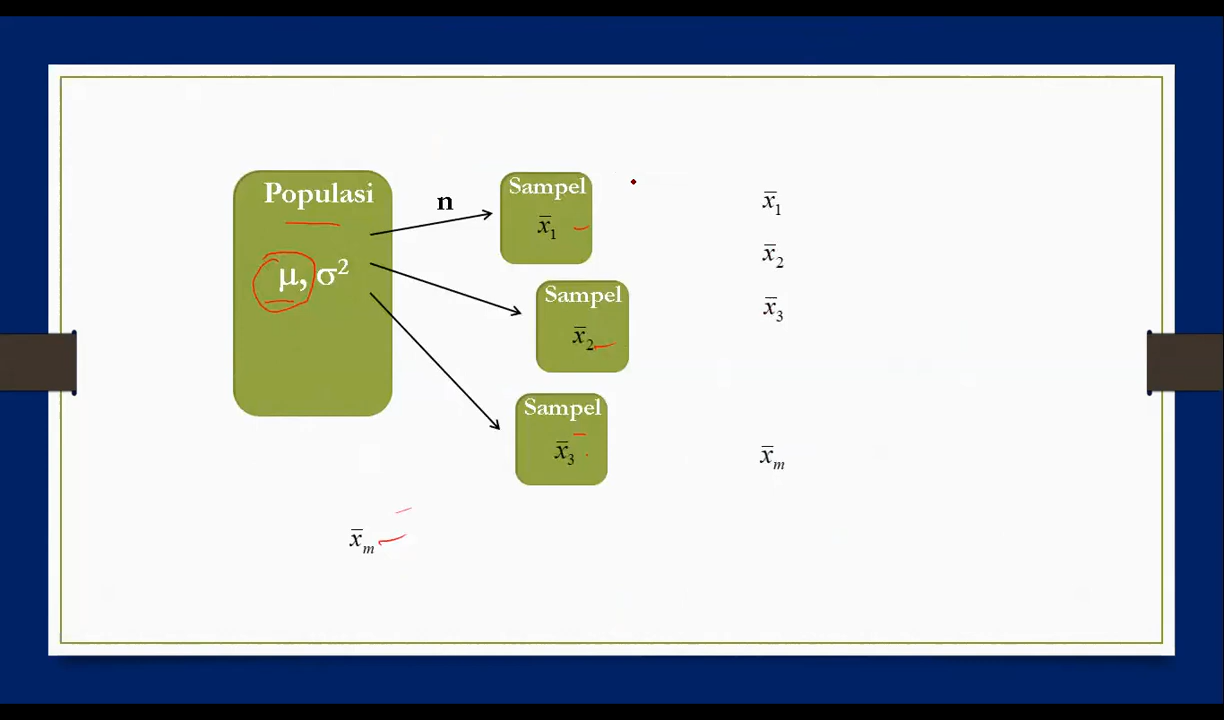 Populasi
μ, σ²
n
Sampel
x̄₁
Sampel
x̄₂
Sampel
x̄₃
x̄ₘ
x̄₁
x̄₂
x̄₃
x̄ₘ